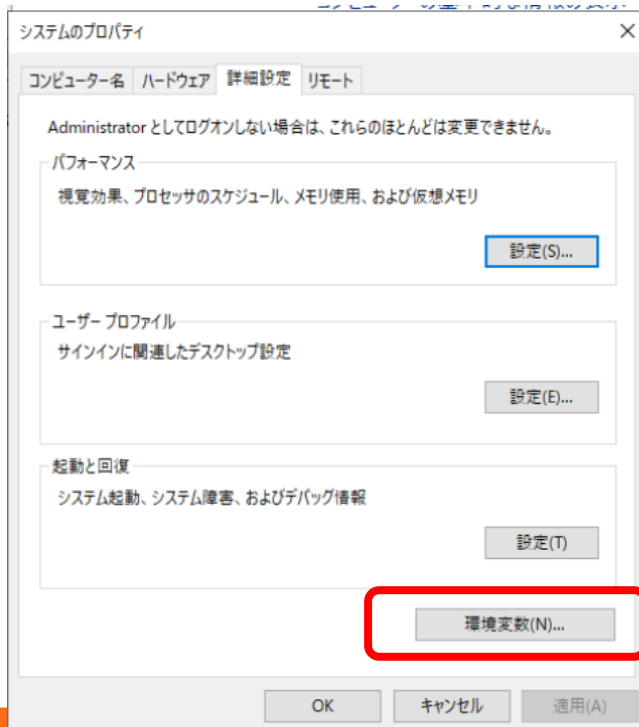 システムのプロパティ
コンピューター名 ハードウェア 詳細設定 リモート
Administrator としてログオンしない場合は、これらのほとんどは変更できません。
パフォーマンス
視覚効果、プロセッサのスケジュール、メモリ使用、および仮想メモリ
設定(S)...
ユーザー プロファイル
サインインに関連したデスクトップ設定
設定(E)...
起動と回復
システム起動、システム障害、およびデバッグ情報
設定(T)
環境変数(N)...
OK キャンセル 適用(A)